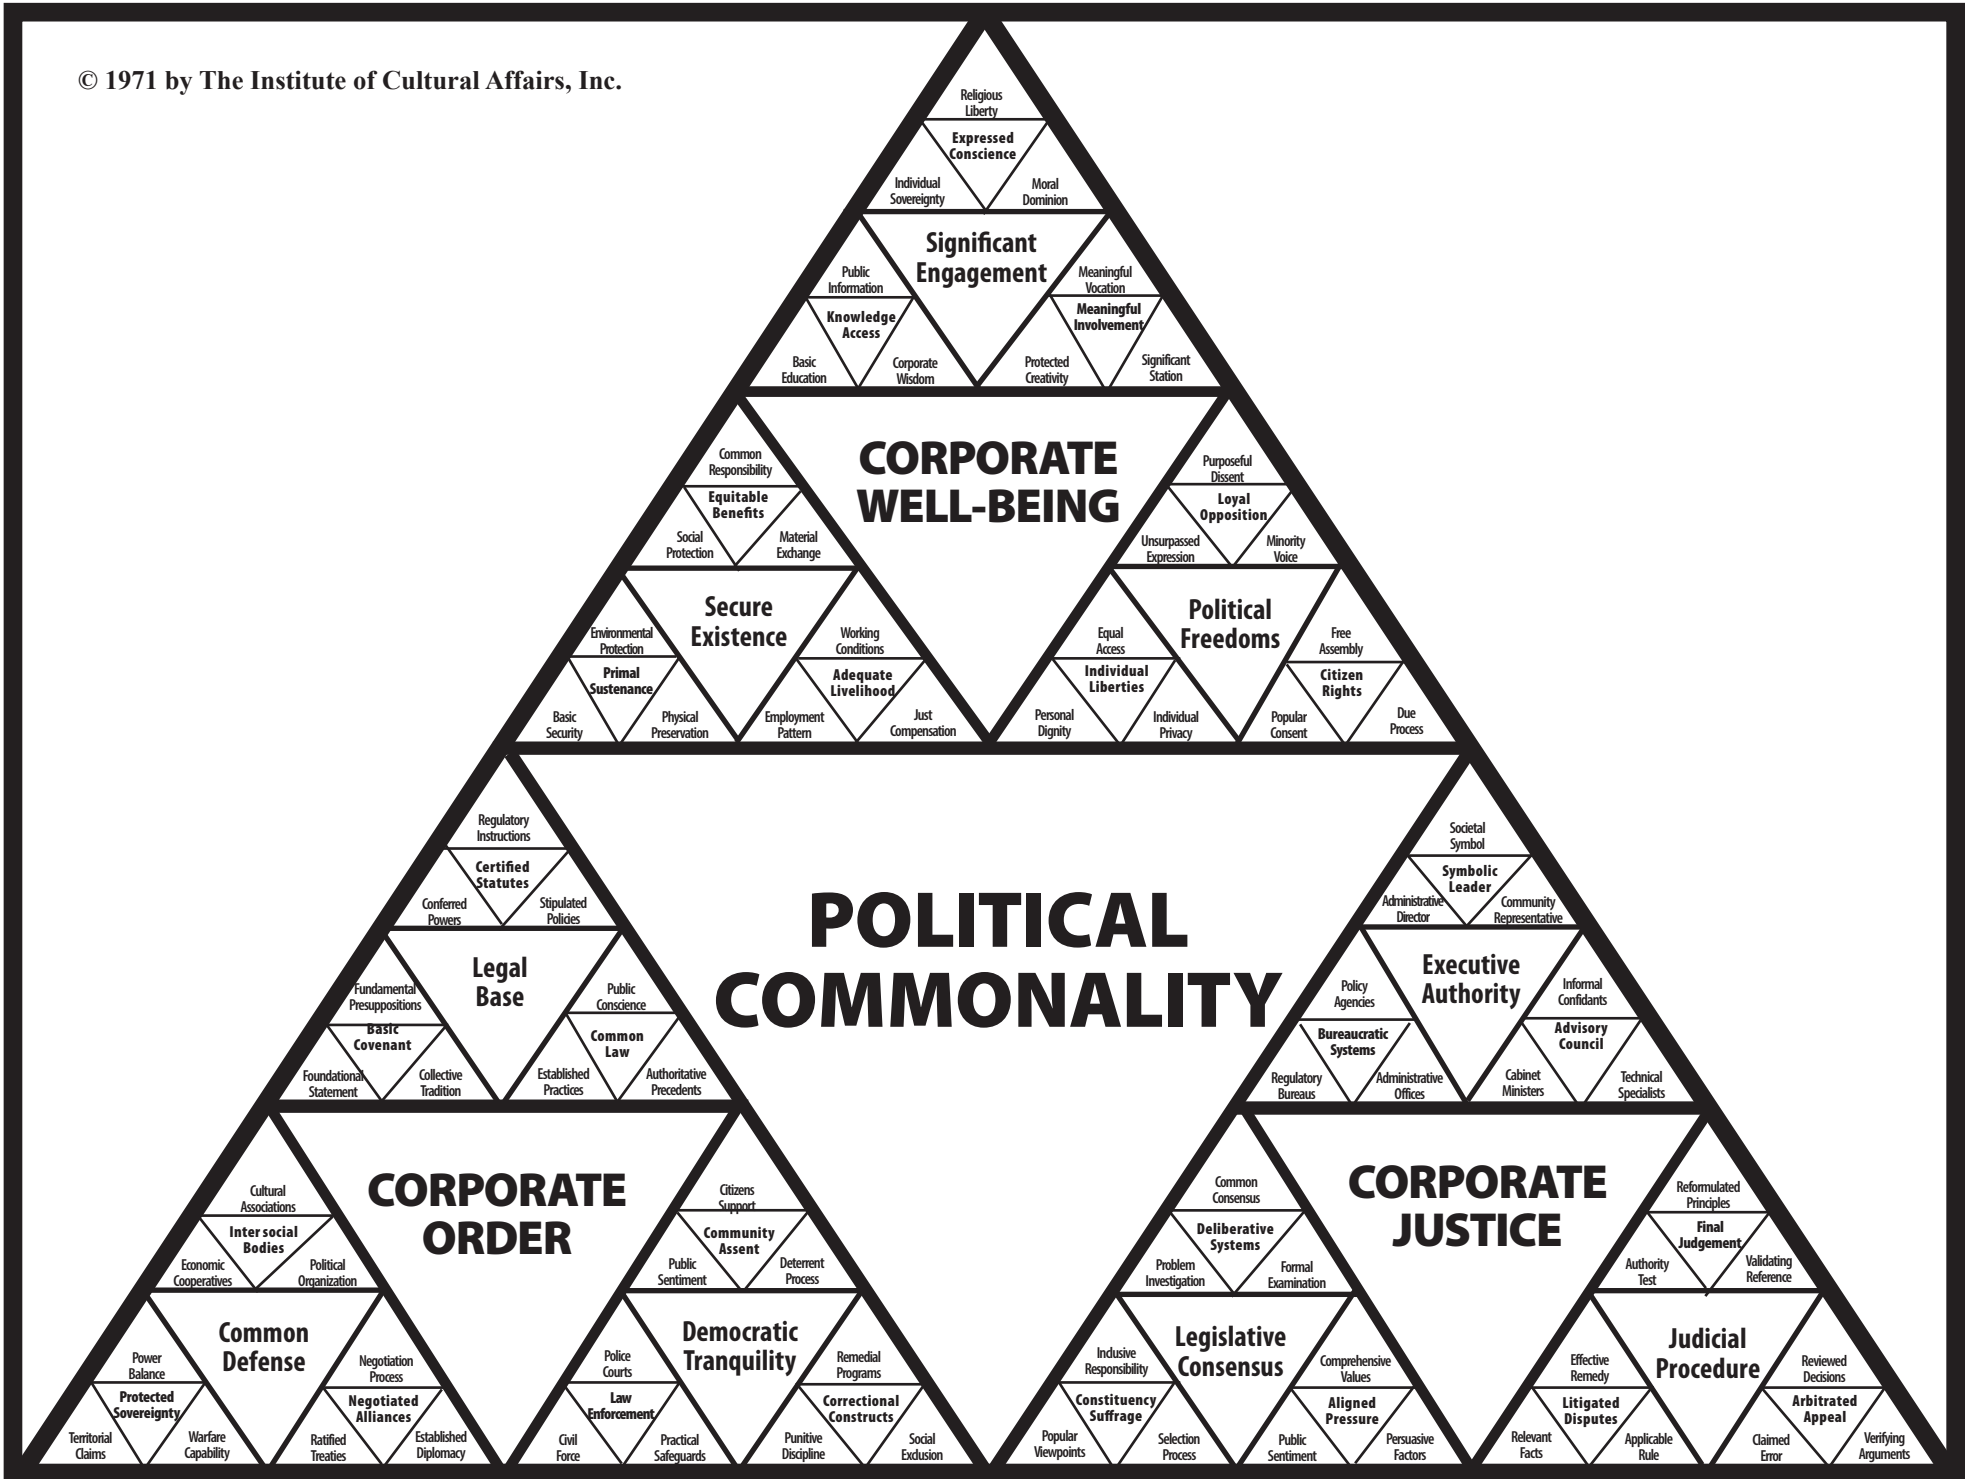 © 1971 by The Institute of Cultural Affairs, Inc.
Religious
Liberty
Expressed
Conscience
Individual
Sovereignty
Moral
Dominion
Significant
Engagement
Public
Information
Knowledge
Access
Basic
Education
Corporate
Wisdom
Meaningful
Vocation
Meaningful
Involvement
Protected
Creativity
Significant
Station
CORPORATE
WELL-BEING
Common
Responsibility
Equitable
Benefits
Social
Protection
Material
Exchange
Secure
Existence
Environmental
Protection
Primal
Sustenance
Basic
Security
Physical
Preservation
Working
Conditions
Adequate
Livelihood
Employment
Pattern
Just
Compensation
Purposeful
Dissent
Loyal
Opposition
Unsurpassed
Expression
Minority
Voice
Political
Freedoms
Equal
Access
Individual
Liberties
Personal
Dignity
Individual
Privacy
Free
Assembly
Citizen
Rights
Popular
Consent
Due
Process
POLITICAL
COMMONALITY
Regulatory
Instructions
Certified
Statutes
Conferred
Powers
Stipulated
Policies
Legal
Base
Fundamental
Presuppositions
Basic
Covenant
Foundational
Statement
Collective
Tradition
Public
Conscience
Common
Law
Established
Practices
Authoritative
Precedents
CORPORATE
ORDER
Cultural
Associations
Inter social
Bodies
Economic
Cooperatives
Political
Organization
Common
Defense
Power
Balance
Protected
Sovereignty
Territorial
Claims
Warfare
Capability
Negotiation
Process
Negotiated
Alliances
Ratified
Treaties
Established
Diplomacy
Citizens
Support
Community
Assent
Public
Sentiment
Deterrent
Process
Democratic
Tranquility
Police
Courts
Law
Enforcement
Civil
Force
Practical
Safeguards
Remedial
Programs
Correctional
Constructs
Punitive
Discipline
Social
Exclusion
Societal
Symbol
Symbolic
Leader
Administrative
Director
Community
Representative
Executive
Authority
Policy
Agencies
Bureaucratic
Systems
Regulatory
Bureaus
Administrative
Offices
Informal
Confidants
Advisory
Council
Cabinet
Ministers
Technical
Specialists
CORPORATE
JUSTICE
Common
Consensus
Deliberative
Systems
Problem
Investigation
Formal
Examination
Legislative
Consensus
Inclusive
Responsibility
Constituency
Suffrage
Popular
Viewpoints
Selection
Process
Comprehensive
Values
Aligned
Pressure
Public
Sentiment
Persuasive
Factors
Reformulated
Principles
Final
Judgement
Authority
Test
Validating
Reference
Judicial
Procedure
Effective
Remedy
Litigated
Disputes
Relevant
Facts
Applicable
Rule
Reviewed
Decisions
Arbitrated
Appeal
Claimed
Error
Verifying
Arguments